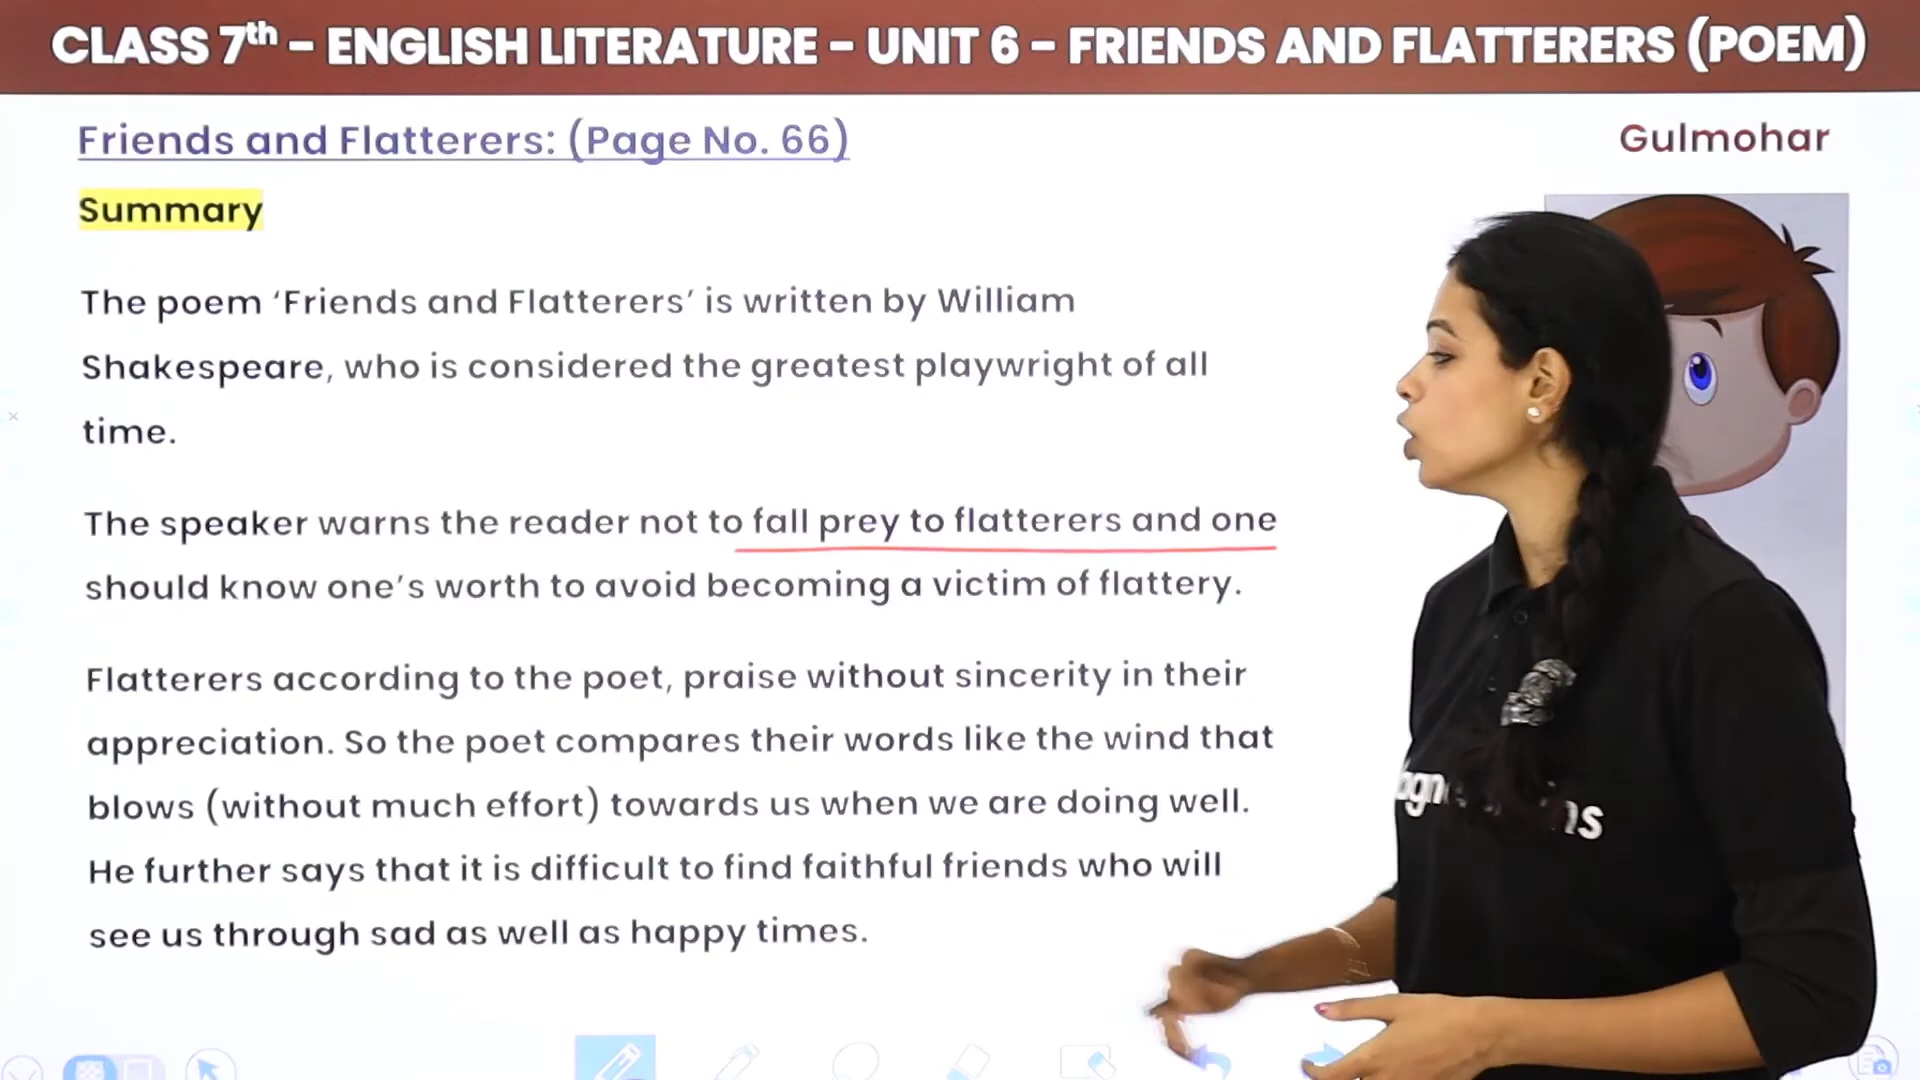 CLASS 7th – ENGLISH LITERATURE – UNIT 6 – FRIENDS AND FLATTERERS (POEM)
Friends and Flatterers: (Page No. 66)
Gulmohar
Summary
The poem ‘Friends and Flatterers’ is written by William
Shakespeare, who is considered the greatest playwright of all
time.
The speaker warns the reader not to fall prey to flatterers and one
should know one’s worth to avoid becoming a victim of flattery.
Flatterers according to the poet, praise without sincerity in their
appreciation. So the poet compares their words like the wind that
blows (without much effort) towards us when we are doing well.
He further says that it is difficult to find faithful friends who will
see us through sad as well as happy times.